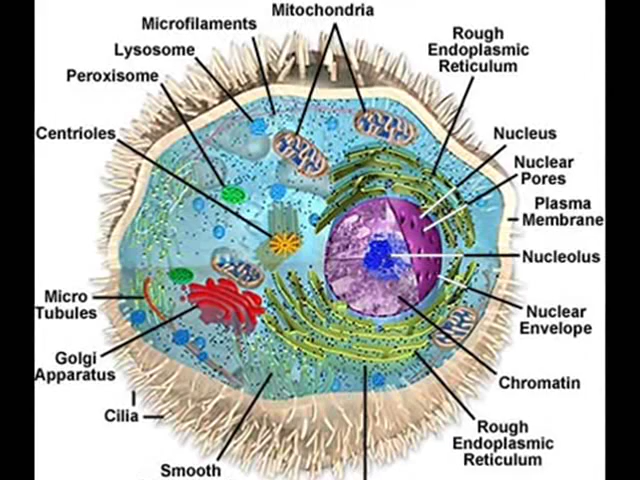 Mitochondria
Microfilaments
Lysosome
Peroxisome
Centrioles
Rough
Endoplasmic
Reticulum
Nucleus
Nuclear
Pores
Plasma
Membrane
Nucleolus
Nuclear
Envelope
Chromatin
Rough
Endoplasmic
Reticulum
Micro
Tubules
Golgi
Apparatus
Cilia
Smooth